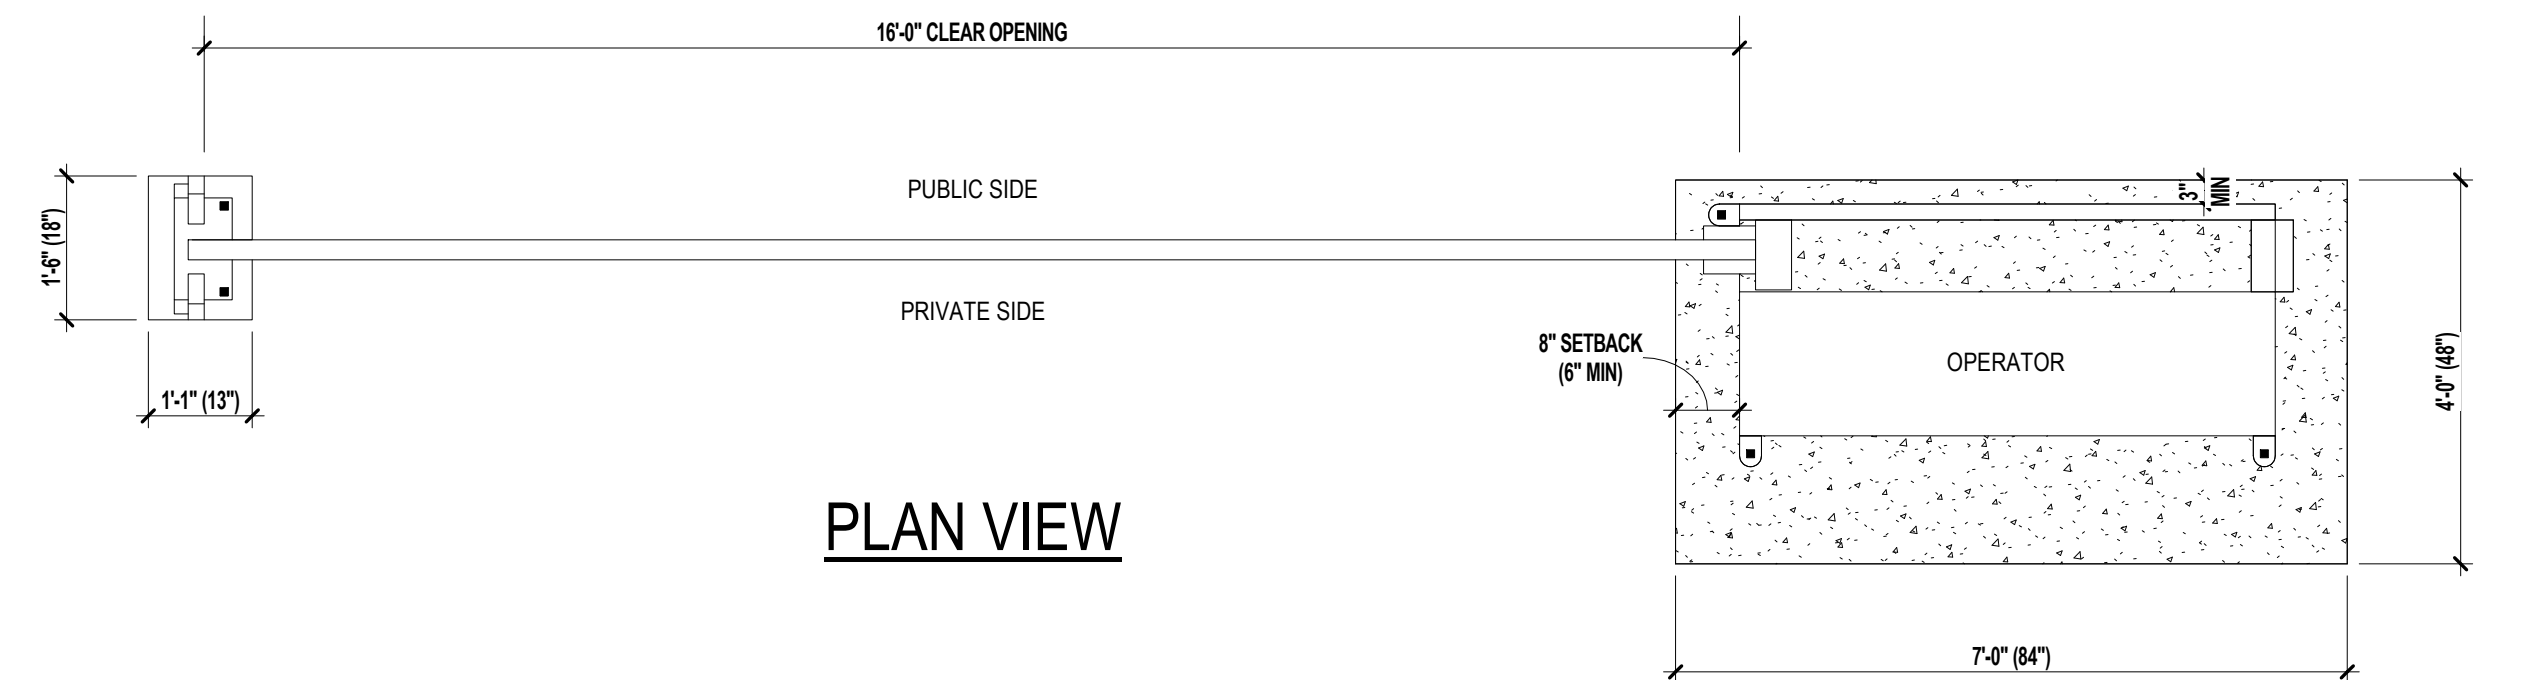 16'-0" CLEAR OPENING
PUBLIC SIDE
3"
MIN
1'-6" (18")
PRIVATE SIDE
8" SETBACK
(6" MIN)
OPERATOR
4'-0" (48")
1'-1" (13")
PLAN VIEW
7'-0" (84")